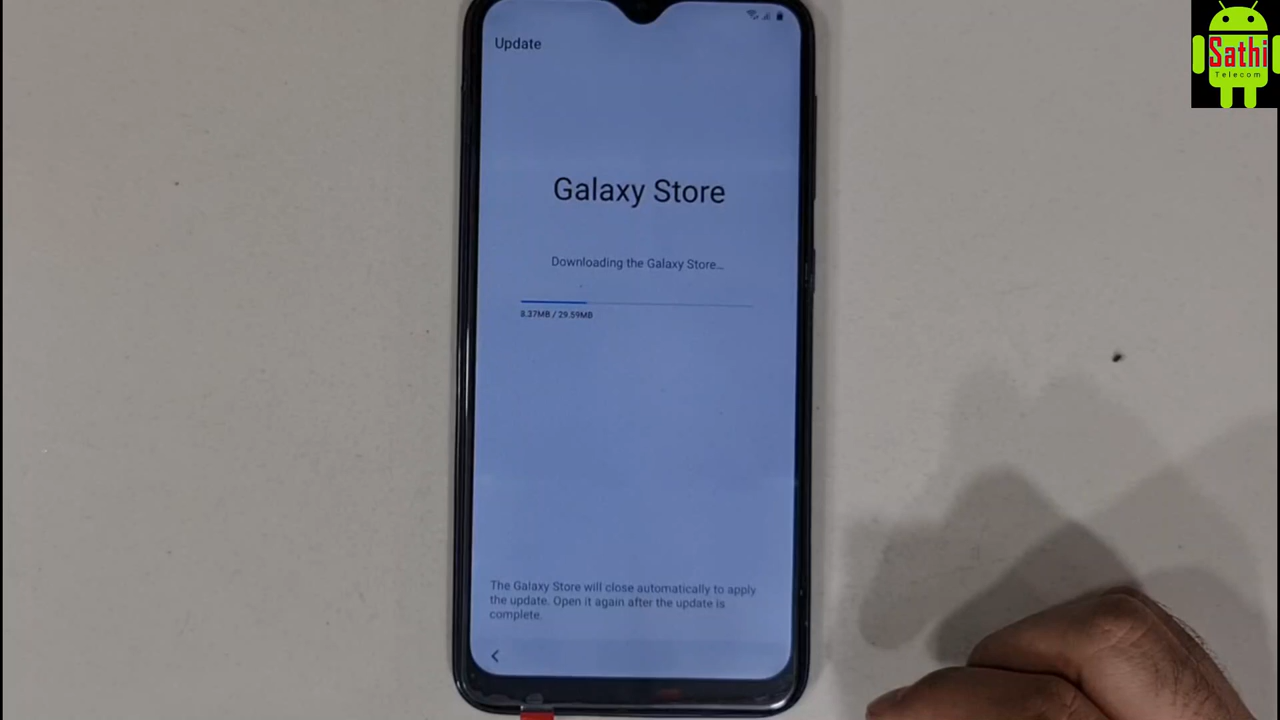 Update
Galaxy Store
Downloading the Galaxy Store...
8.37MB / 29.59MB
The Galaxy Store will close automatically to apply
the update. Open it again after the update is
complete.
Sathi
Telecom